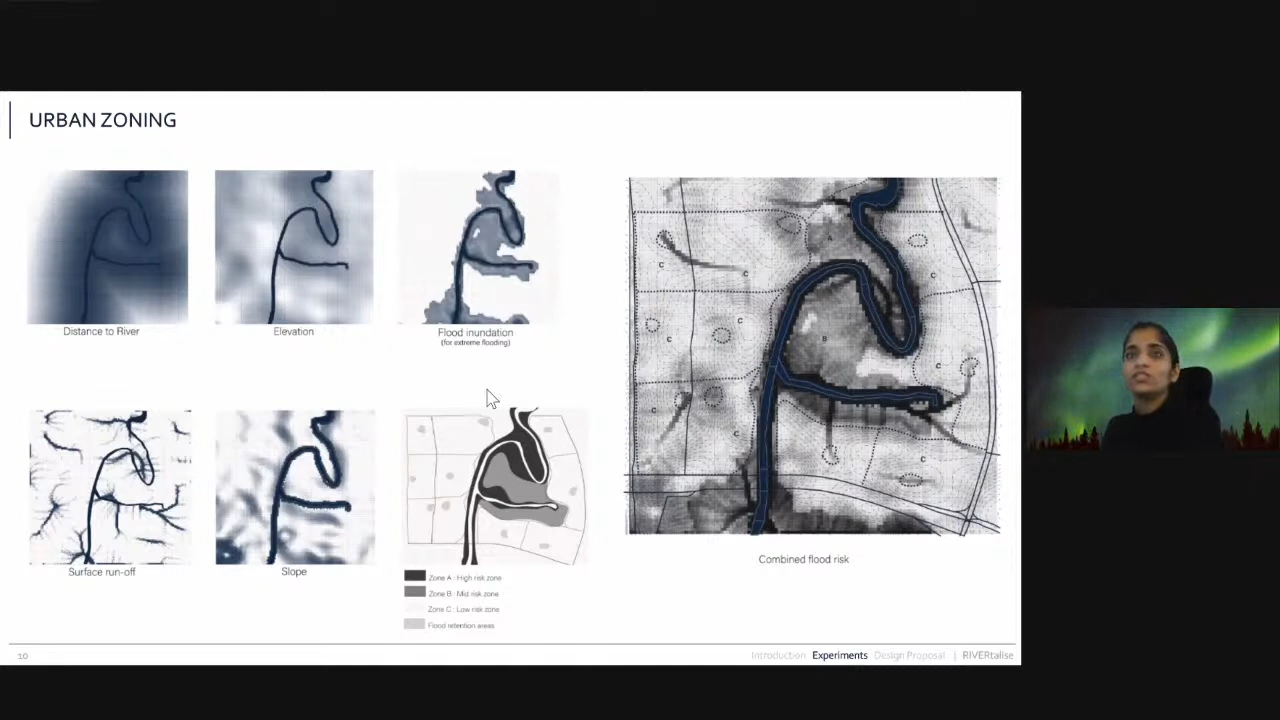 URBAN ZONING
Distance to River
Elevation
Flood inundation
(for extreme flooding)
Surface run-off
Slope
Zone A : High risk zone
Zone B : Mid risk zone
Zone C : Low risk zone
Flood retention areas
A
C
C
C
C
B
C
C
C
C
C
Combined flood risk
10
Introduction Experiments Design Proposal | RIVERtalise